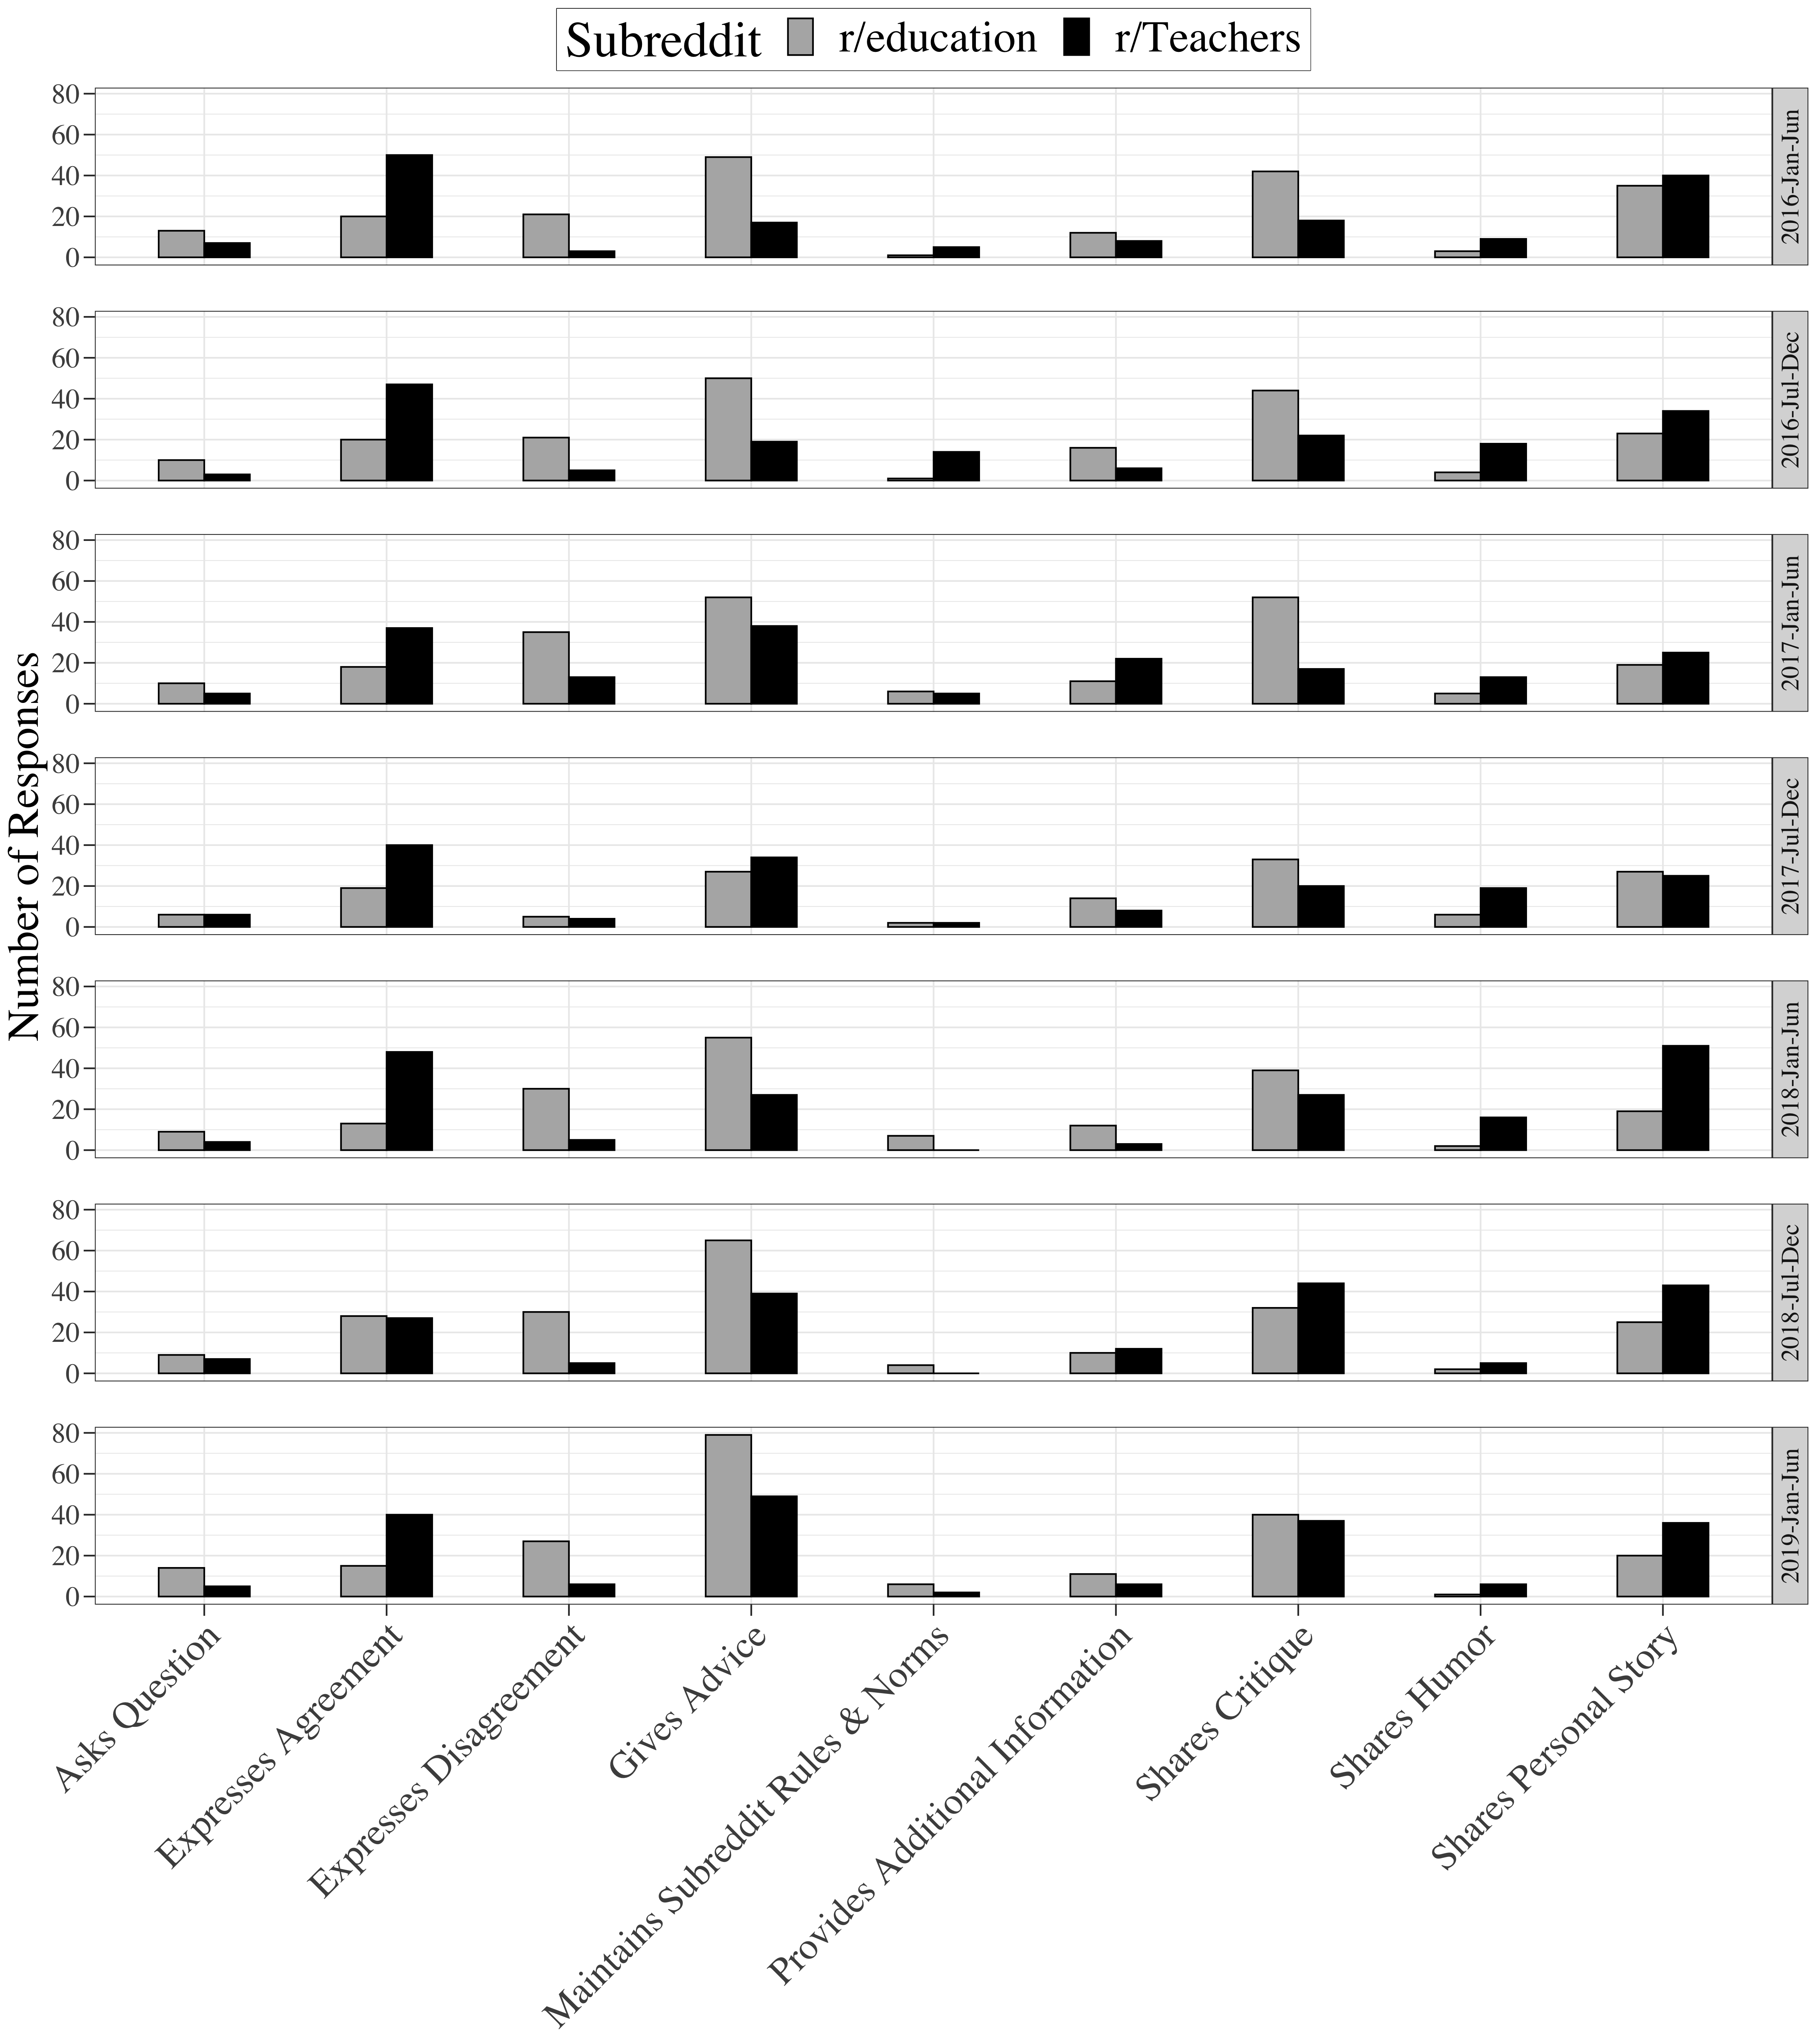 Subreddit r/education r/Teachers
Number of Responses
80
60
40
20
0
2016-Jan-Jun
80
60
40
20
0
2016-Jul-Dec
80
60
40
20
0
2017-Jan-Jun
80
60
40
20
0
2017-Jul-Dec
80
60
40
20
0
2018-Jan-Jun
80
60
40
20
0
2018-Jul-Dec
80
60
40
20
0
2019-Jan-Jun
Asks Question
Expresses Agreement
Expresses Disagreement
Gives Advice
Maintains Subreddit Rules & Norms
Provides Additional Information
Shares Critique
Shares Humor
Shares Personal Story